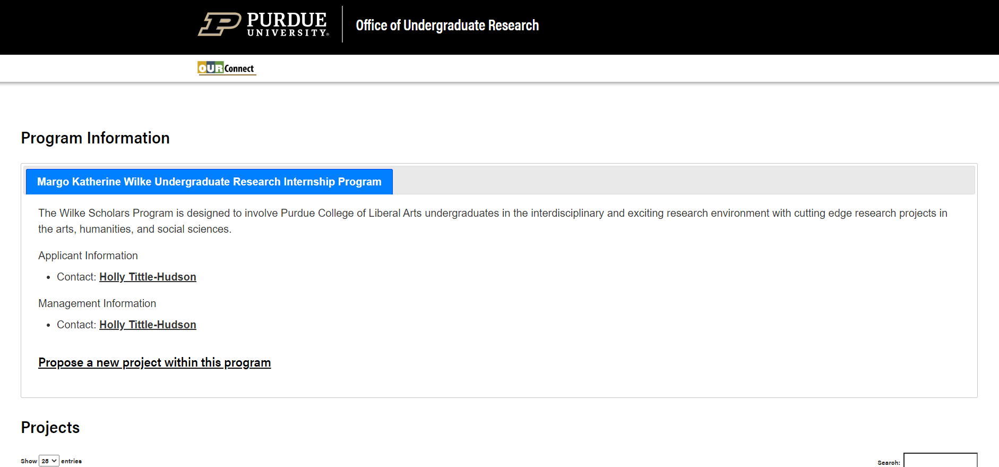 PURDUE
UNIVERSITY®
Office of Undergraduate Research
OURConnect
Program Information
Margo Katherine Wilke Undergraduate Research Internship Program
The Wilke Scholars Program is designed to involve Purdue College of Liberal Arts undergraduates in the interdisciplinary and exciting research environment with cutting edge research projects in
the arts, humanities, and social sciences.
Applicant Information
• Contact: Holly Tittle-Hudson
Management Information
• Contact: Holly Tittle-Hudson
Propose a new project within this program
Projects
Show 25 entries
Search: